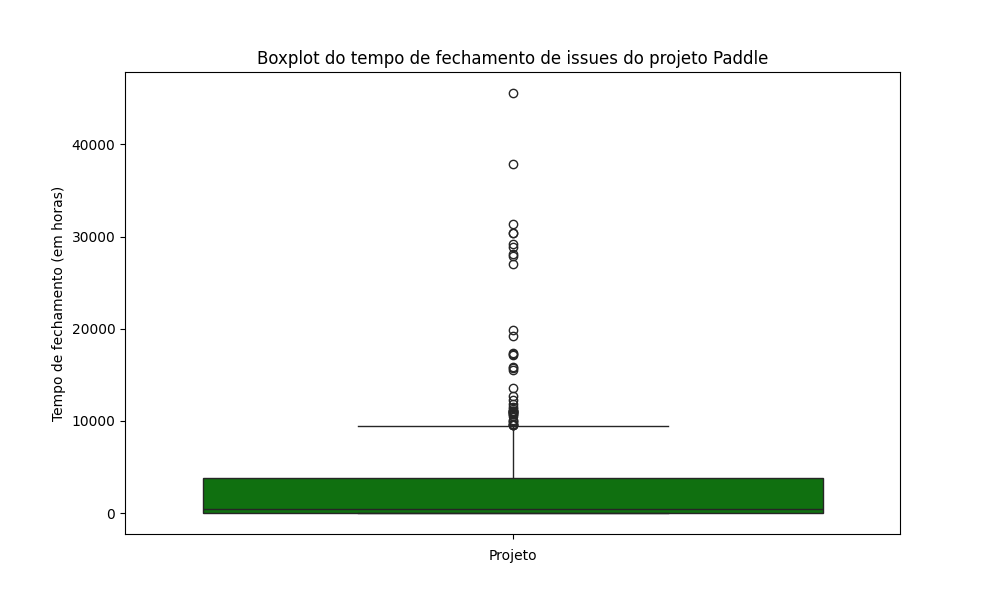 Boxplot do tempo de fechamento de issues do projeto Paddle
Tempo de fechamento (em horas)
40000
30000
20000
10000
0
Projeto